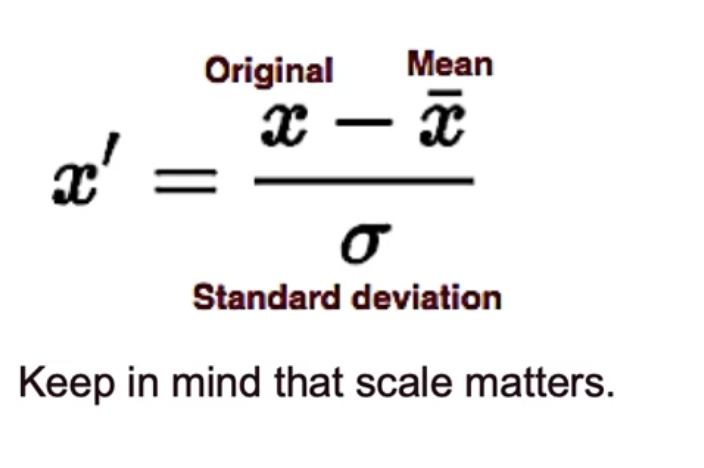 Original Mean
x′ = x − x̄
σ
Standard deviation
Keep in mind that scale matters.